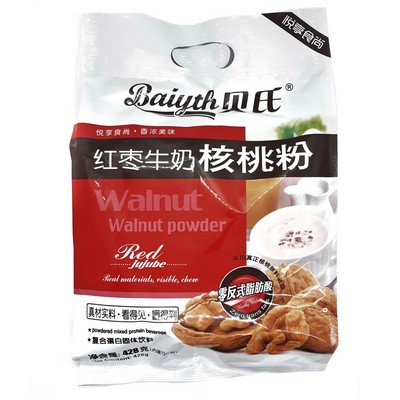 悦享食尚
Baiyth贝氏®
悦享食尚·香浓美味
红枣牛奶核桃粉
Walnut
Walnut powder
Red
Jujube
Real materials, visible, chew
零反式脂肪酸
真材实料·看得见·嚼得到
•powdered mixed protein beverage
•复合蛋白固体饮料
净含量: 428克